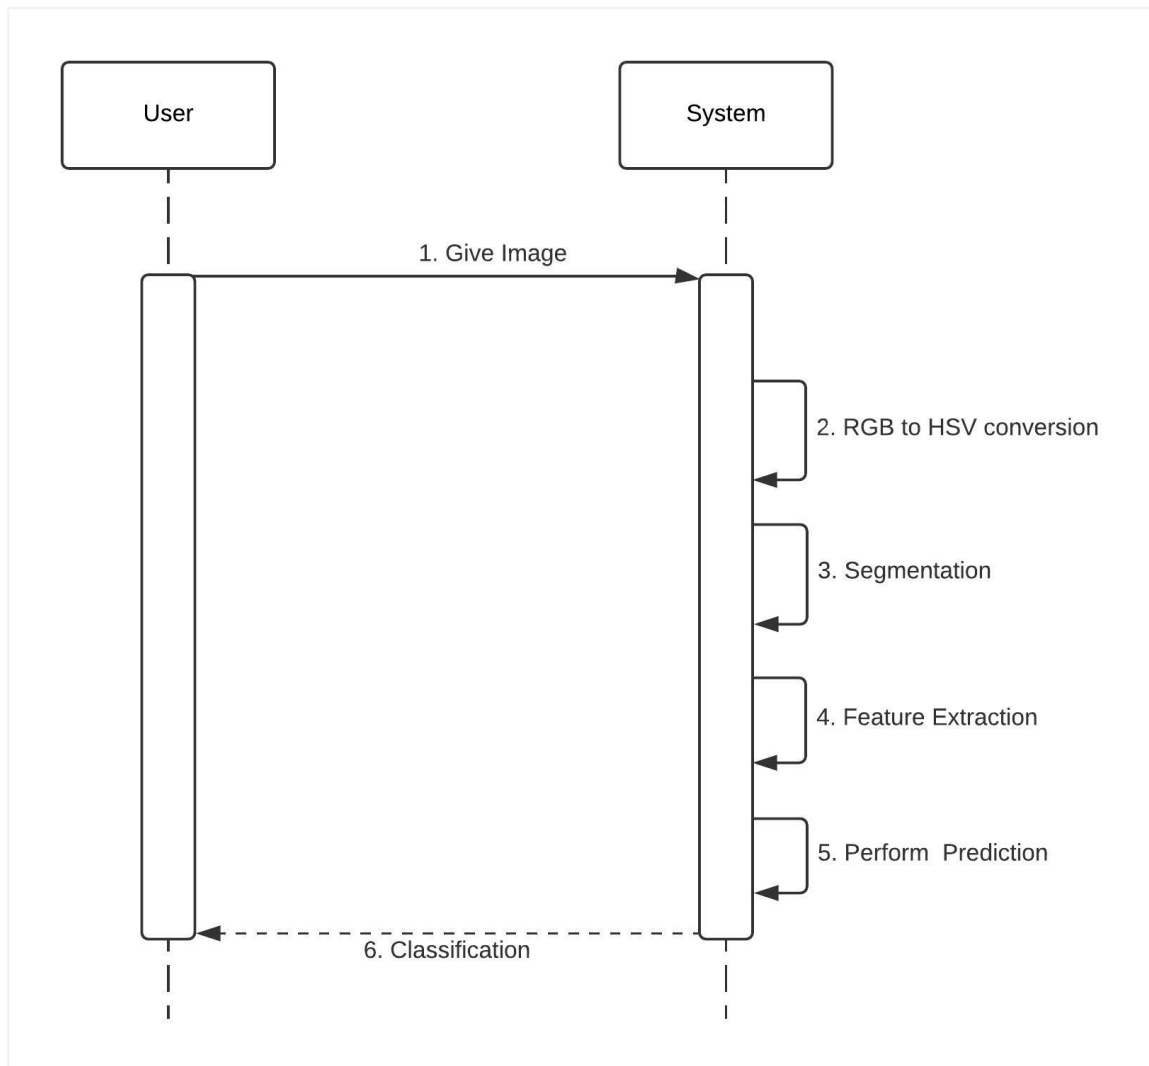 User
System
1. Give Image
2. RGB to HSV conversion
3. Segmentation
4. Feature Extraction
5. Perform  Prediction
6. Classification